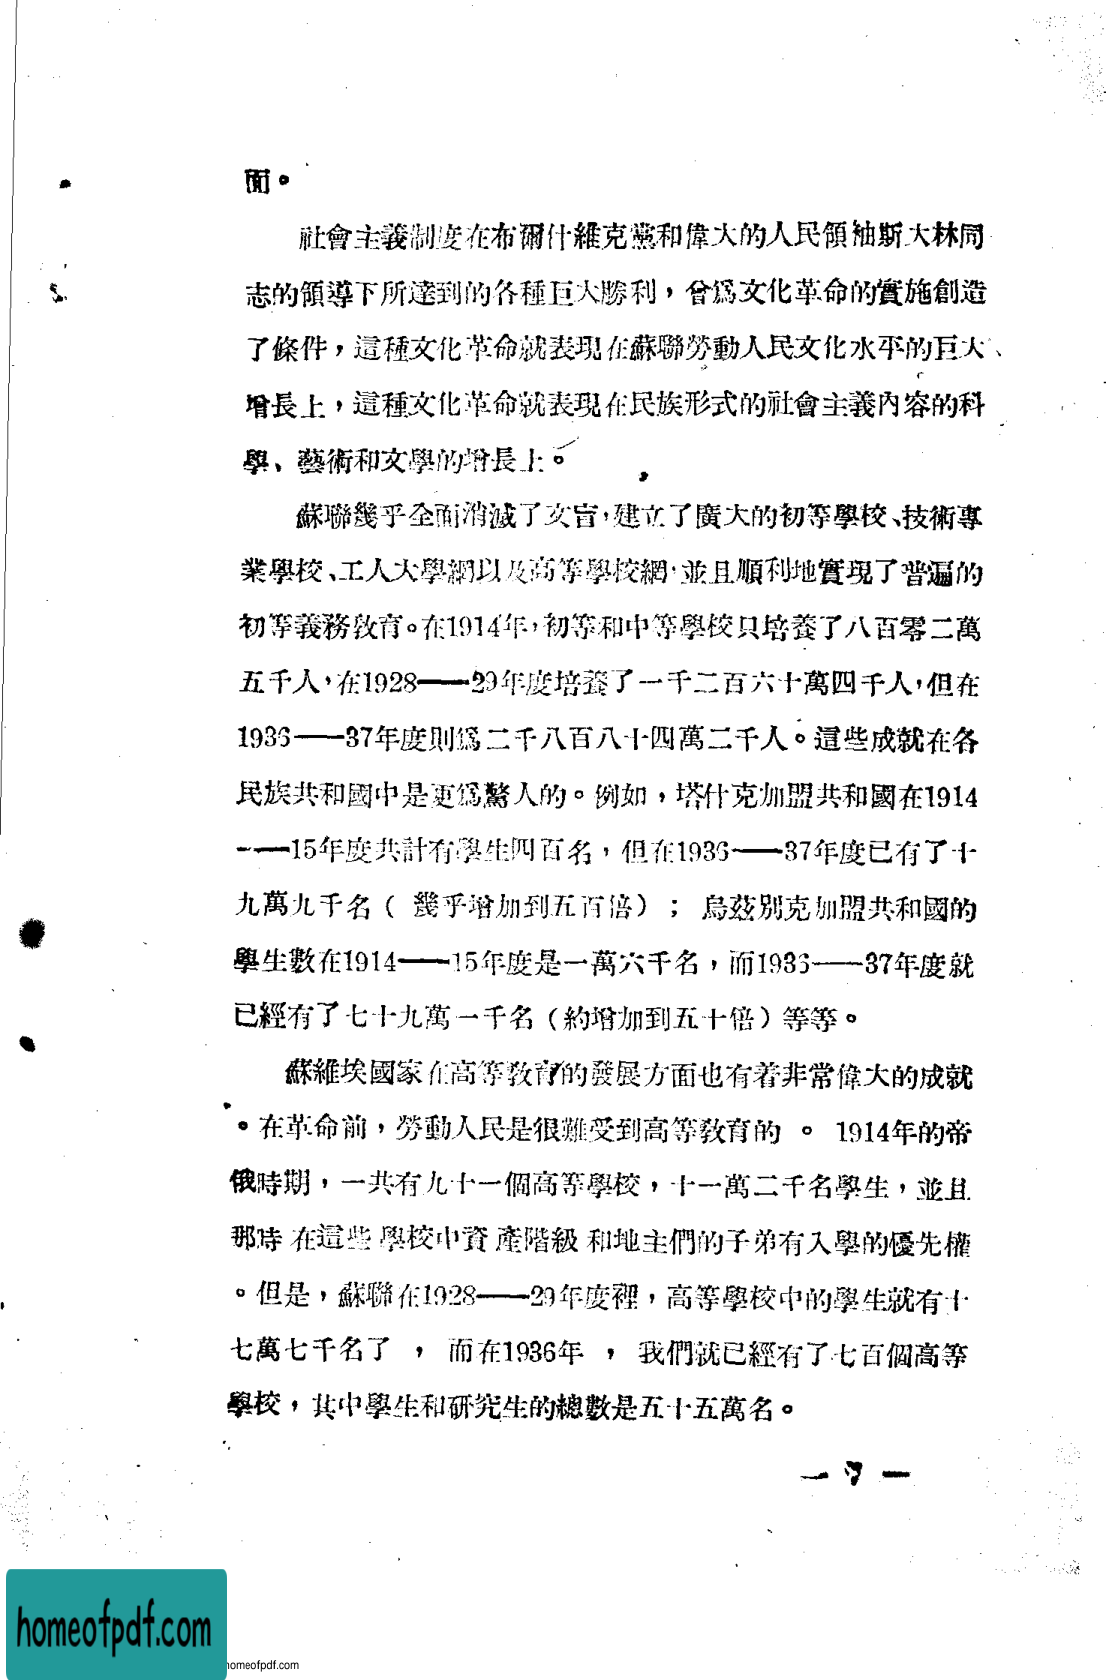 面。
社會主義制度在布爾什維克黨和偉大的人民領袖斯大林同
志的領導下所達到的各種巨大勝利，曾爲文化革命的實施創造
了條件，這種文化革命就表現在蘇聯勞動人民文化水平的巨大
增長上，這種文化革命就表現在民族形式的社會主義內容的科
學、藝術和文學的增長上。
蘇聯幾乎全面消滅了文盲，建立了廣大的初等學校、技術專
業學校、工人大學網以及高等學校網，並且順利地實現了普遍的
初等義務敎育。在1914年，初等和中等學校只培養了八百零二萬
五千人，在1928——29年度培養了一千二百六十萬四千人，但在
1936——37年度則爲二千八百八十四萬二千人。這些成就在各
民族共和國中是更爲驚人的。例如，塔什克加盟共和國在1914
——15年度共計有學生四百名，但在1936——37年度已有了十
九萬九千名（幾乎增加到五百倍）；烏茲別克加盟共和國的
學生數在1914——15年度是一萬六千名，而1936——37年度就
已經有了七十九萬一千名（約增加到五十倍）等等。
蘇維埃國家在高等敎育的發展方面也有着非常偉大的成就
。在革命前，勞動人民是很難受到高等敎育的。1914年的帝
俄時期，一共有九十一個高等學校，十一萬二千名學生，並且
那時在這些學校中資產階級和地主們的子弟有入學的優先權
。但是，蘇聯在1928——29年度裡，高等學校中的學生就有十
七萬七千名了，而在1936年，我們就已經有了七百個高等
學校，其中學生和研究生的總數是五十五萬名。
— 7 —
homeofpdf.com
homeofpdf.com